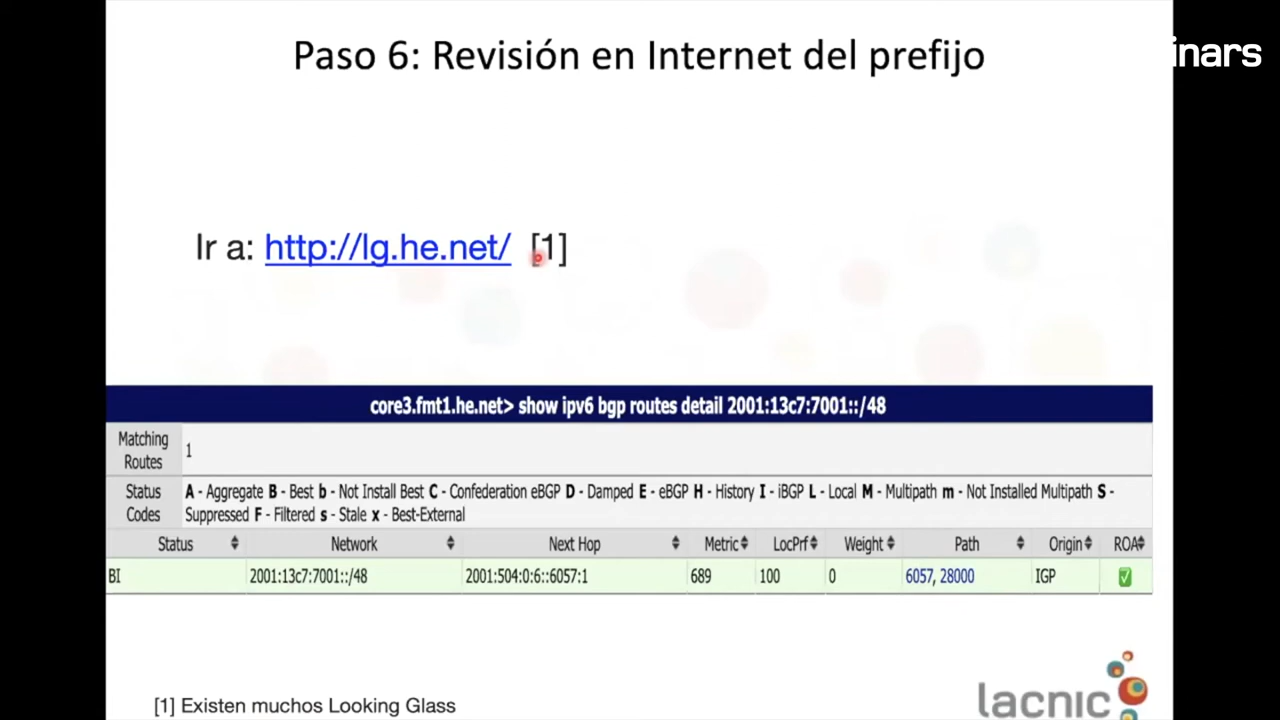 Paso 6: Revisión en Internet del prefijo
inars
Ir a: http://lg.he.net/ [1]
core3.fmt1.he.net> show ipv6 bgp routes detail 2001:13c7:7001::/48
Matching Routes 1
Status Codes A - Aggregate B - Best b - Not Install Best C - Confederation eBGP D - Damped E - eBGP H - History I - iBGP L - Local M - Multipath m - Not Installed Multipath S -
Suppressed F - Filtered s - Stale x - Best-External
Status Network Next Hop Metric LocPrf Weight Path Origin ROA
BI 2001:13c7:7001::/48 2001:504:0:6::6057:1 689 100 0 6057, 28000 IGP
[1] Existen muchos Looking Glass
lacnic